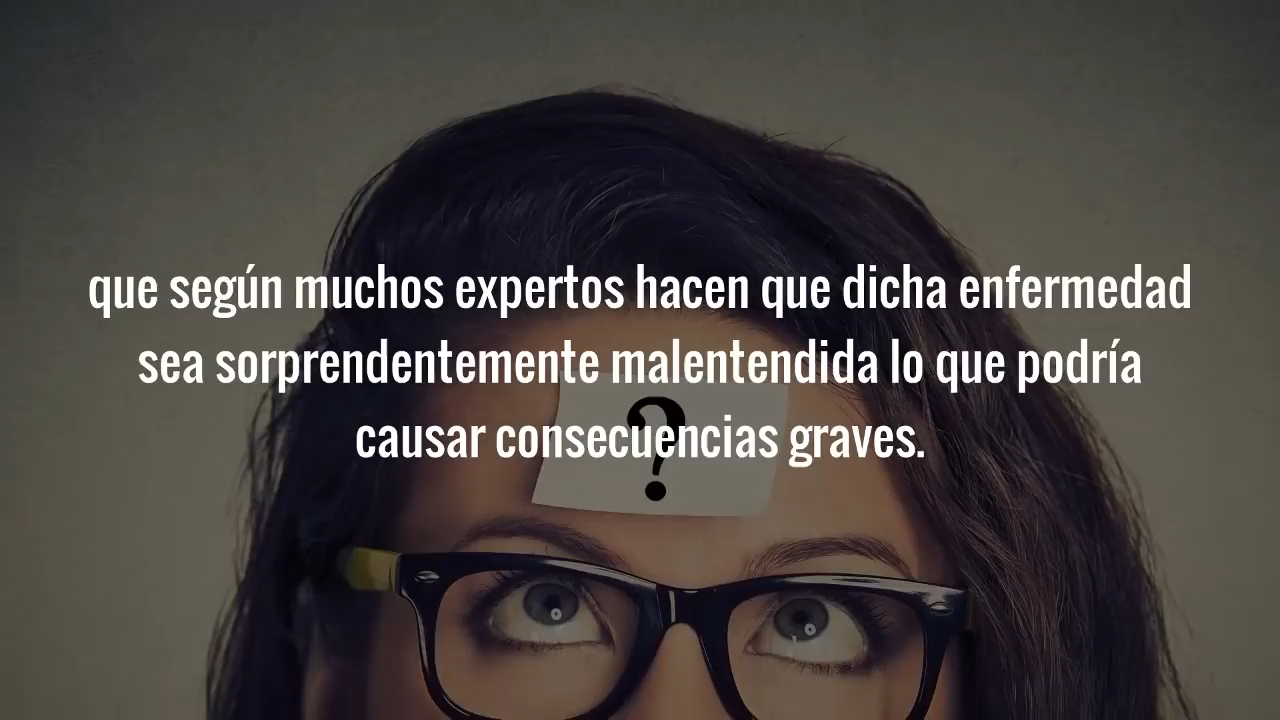 que según muchos expertos hacen que dicha enfermedad
sea sorprendentemente malentendida lo que podría
causar consecuencias graves.
?